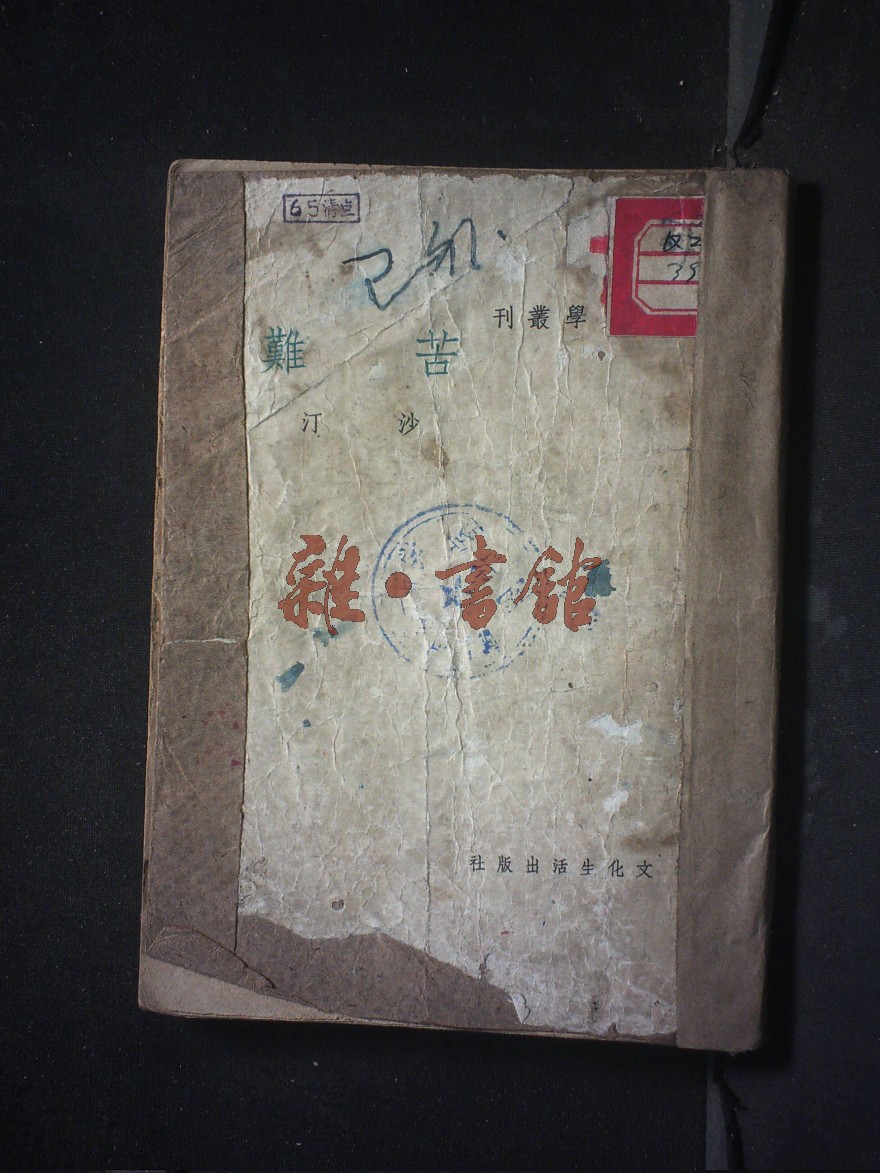 65清点
39
學叢刊
苦難
沙汀
雜·書館
文化生活出版社